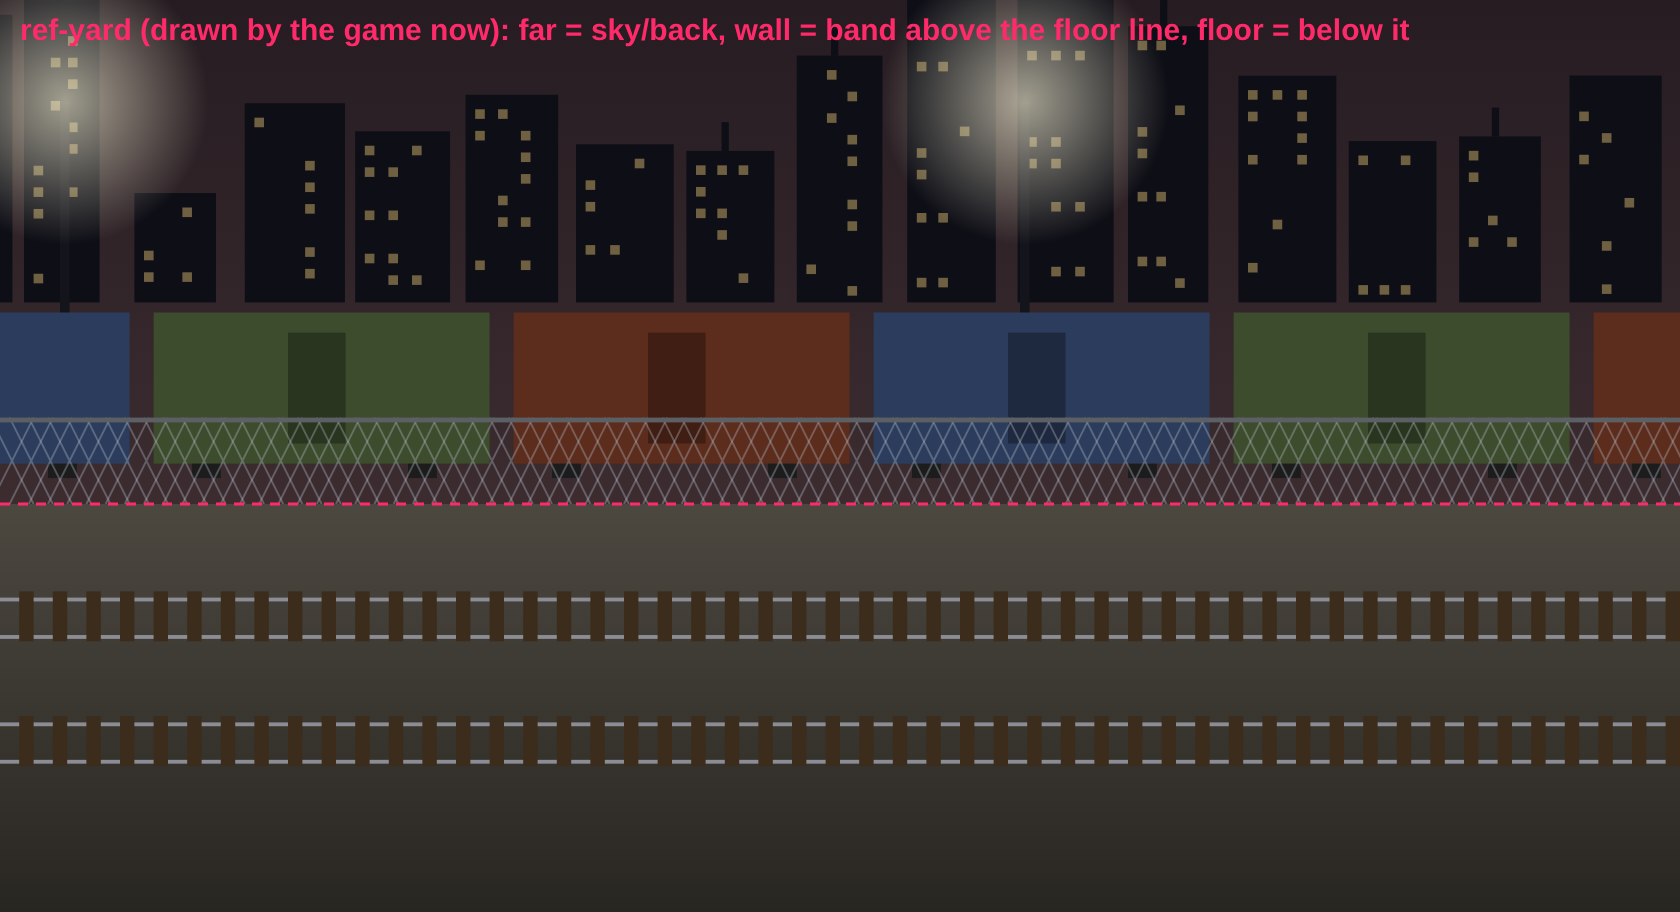 ref-yard (drawn by the game now): far = sky/back, wall = band above the floor line, floor = below it